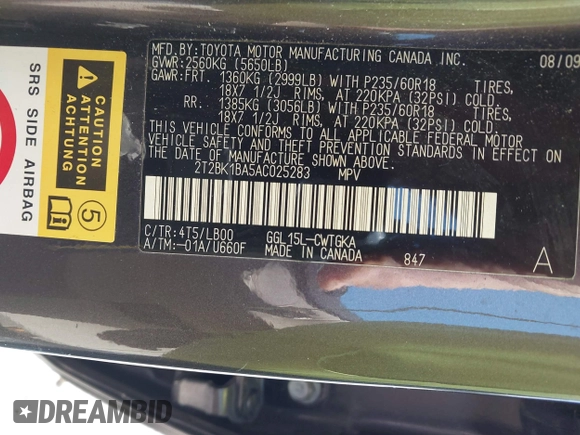 MFD.BY:TOYOTA MOTOR MANUFACTURING CANADA INC. 08/09
GVWR:2560KG (5650LB)
GAWR:FRT. 1360KG (2999LB) WITH P235/60R18 TIRES,
18X7 1/2J RIMS, AT 220KPA (32PSI) COLD.
RR. 1385KG (3056LB) WITH P235/60R18 TIRES,
18X7 1/2J RIMS, AT 220KPA (32PSI) COLD.
THIS VEHICLE CONFORMS TO ALL APPLICABLE FEDERAL MOTOR
VEHICLE SAFETY AND THEFT PREVENTION STANDARDS IN EFFECT ON
THE DATE OF MANUFACTURE SHOWN ABOVE.
2T2BK1BA5AC025283 MPV
C/TR:4T5/LB00 GGL15L-CWTGKA
A/TM:-01A/U660F MADE IN CANADA 847 A
SRS SIDE AIRBAG
CAUTION
ATTENTION
ACHTUNG
5
DREAMBID